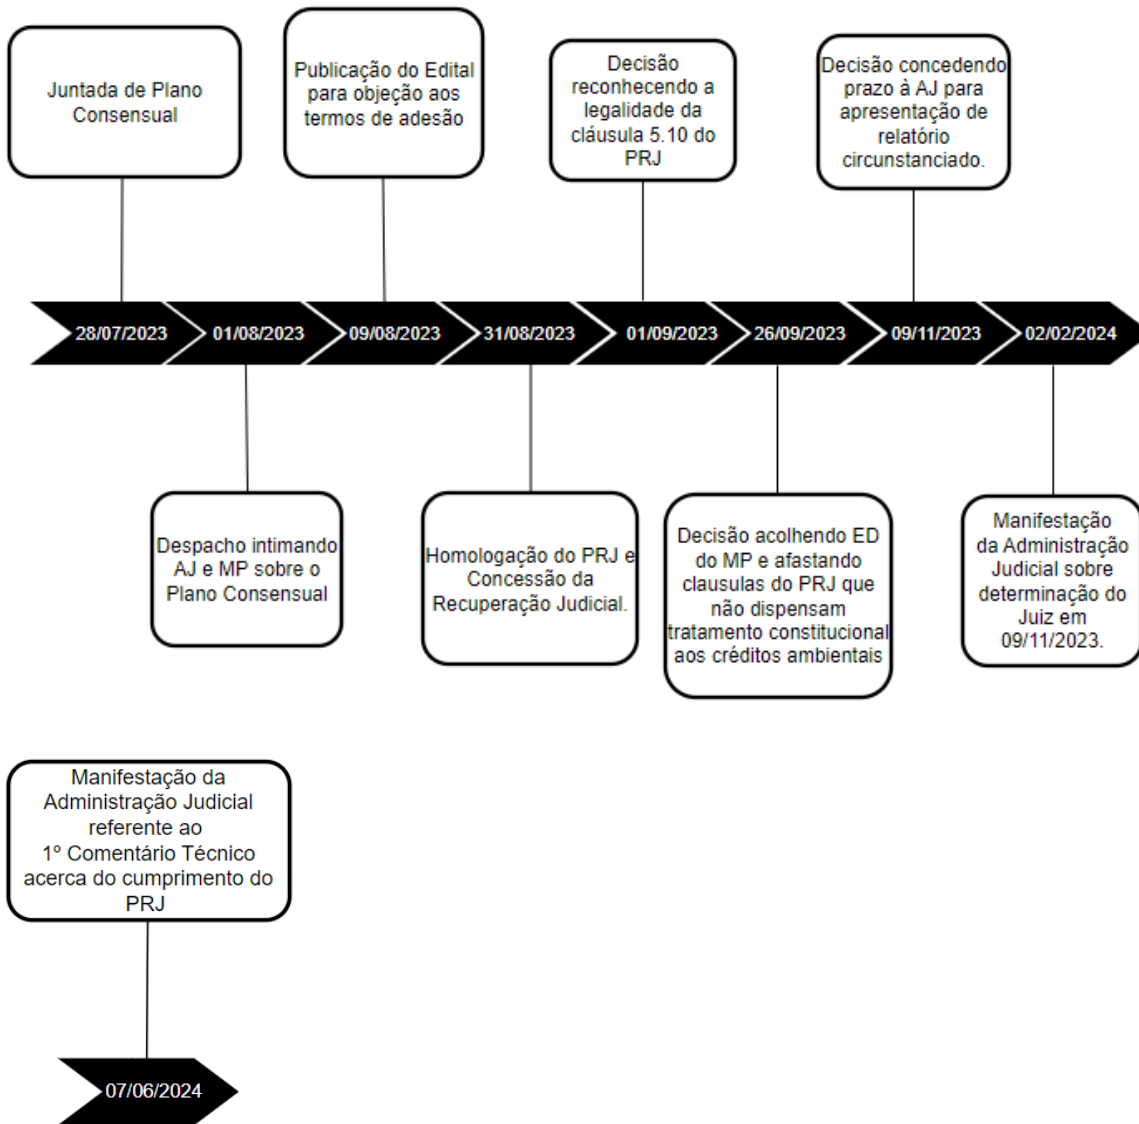 Juntada de Plano
Consensual
Publicação do Edital
para objeção aos
termos de adesão
Decisão
reconhecendo a
legalidade da
cláusula 5.10 do
PRJ
Decisão concedendo
prazo à AJ para
apresentação de
relatório
circunstanciado.
28/07/2023
01/08/2023
09/08/2023
31/08/2023
01/09/2023
26/09/2023
09/11/2023
02/02/2024
Despacho intimando
AJ e MP sobre o
Plano Consensual
Homologação do PRJ e
Concessão da
Recuperação Judicial.
Decisão acolhendo ED
do MP e afastando
clausulas do PRJ que
não dispensam
tratamento constitucional
aos créditos ambientais
Manifestação
da Administração
Judicial sobre
determinação do
Juiz em
09/11/2023.
Manifestação da
Administração Judicial
referente ao
1º Comentário Técnico
acerca do cumprimento do
PRJ
07/06/2024